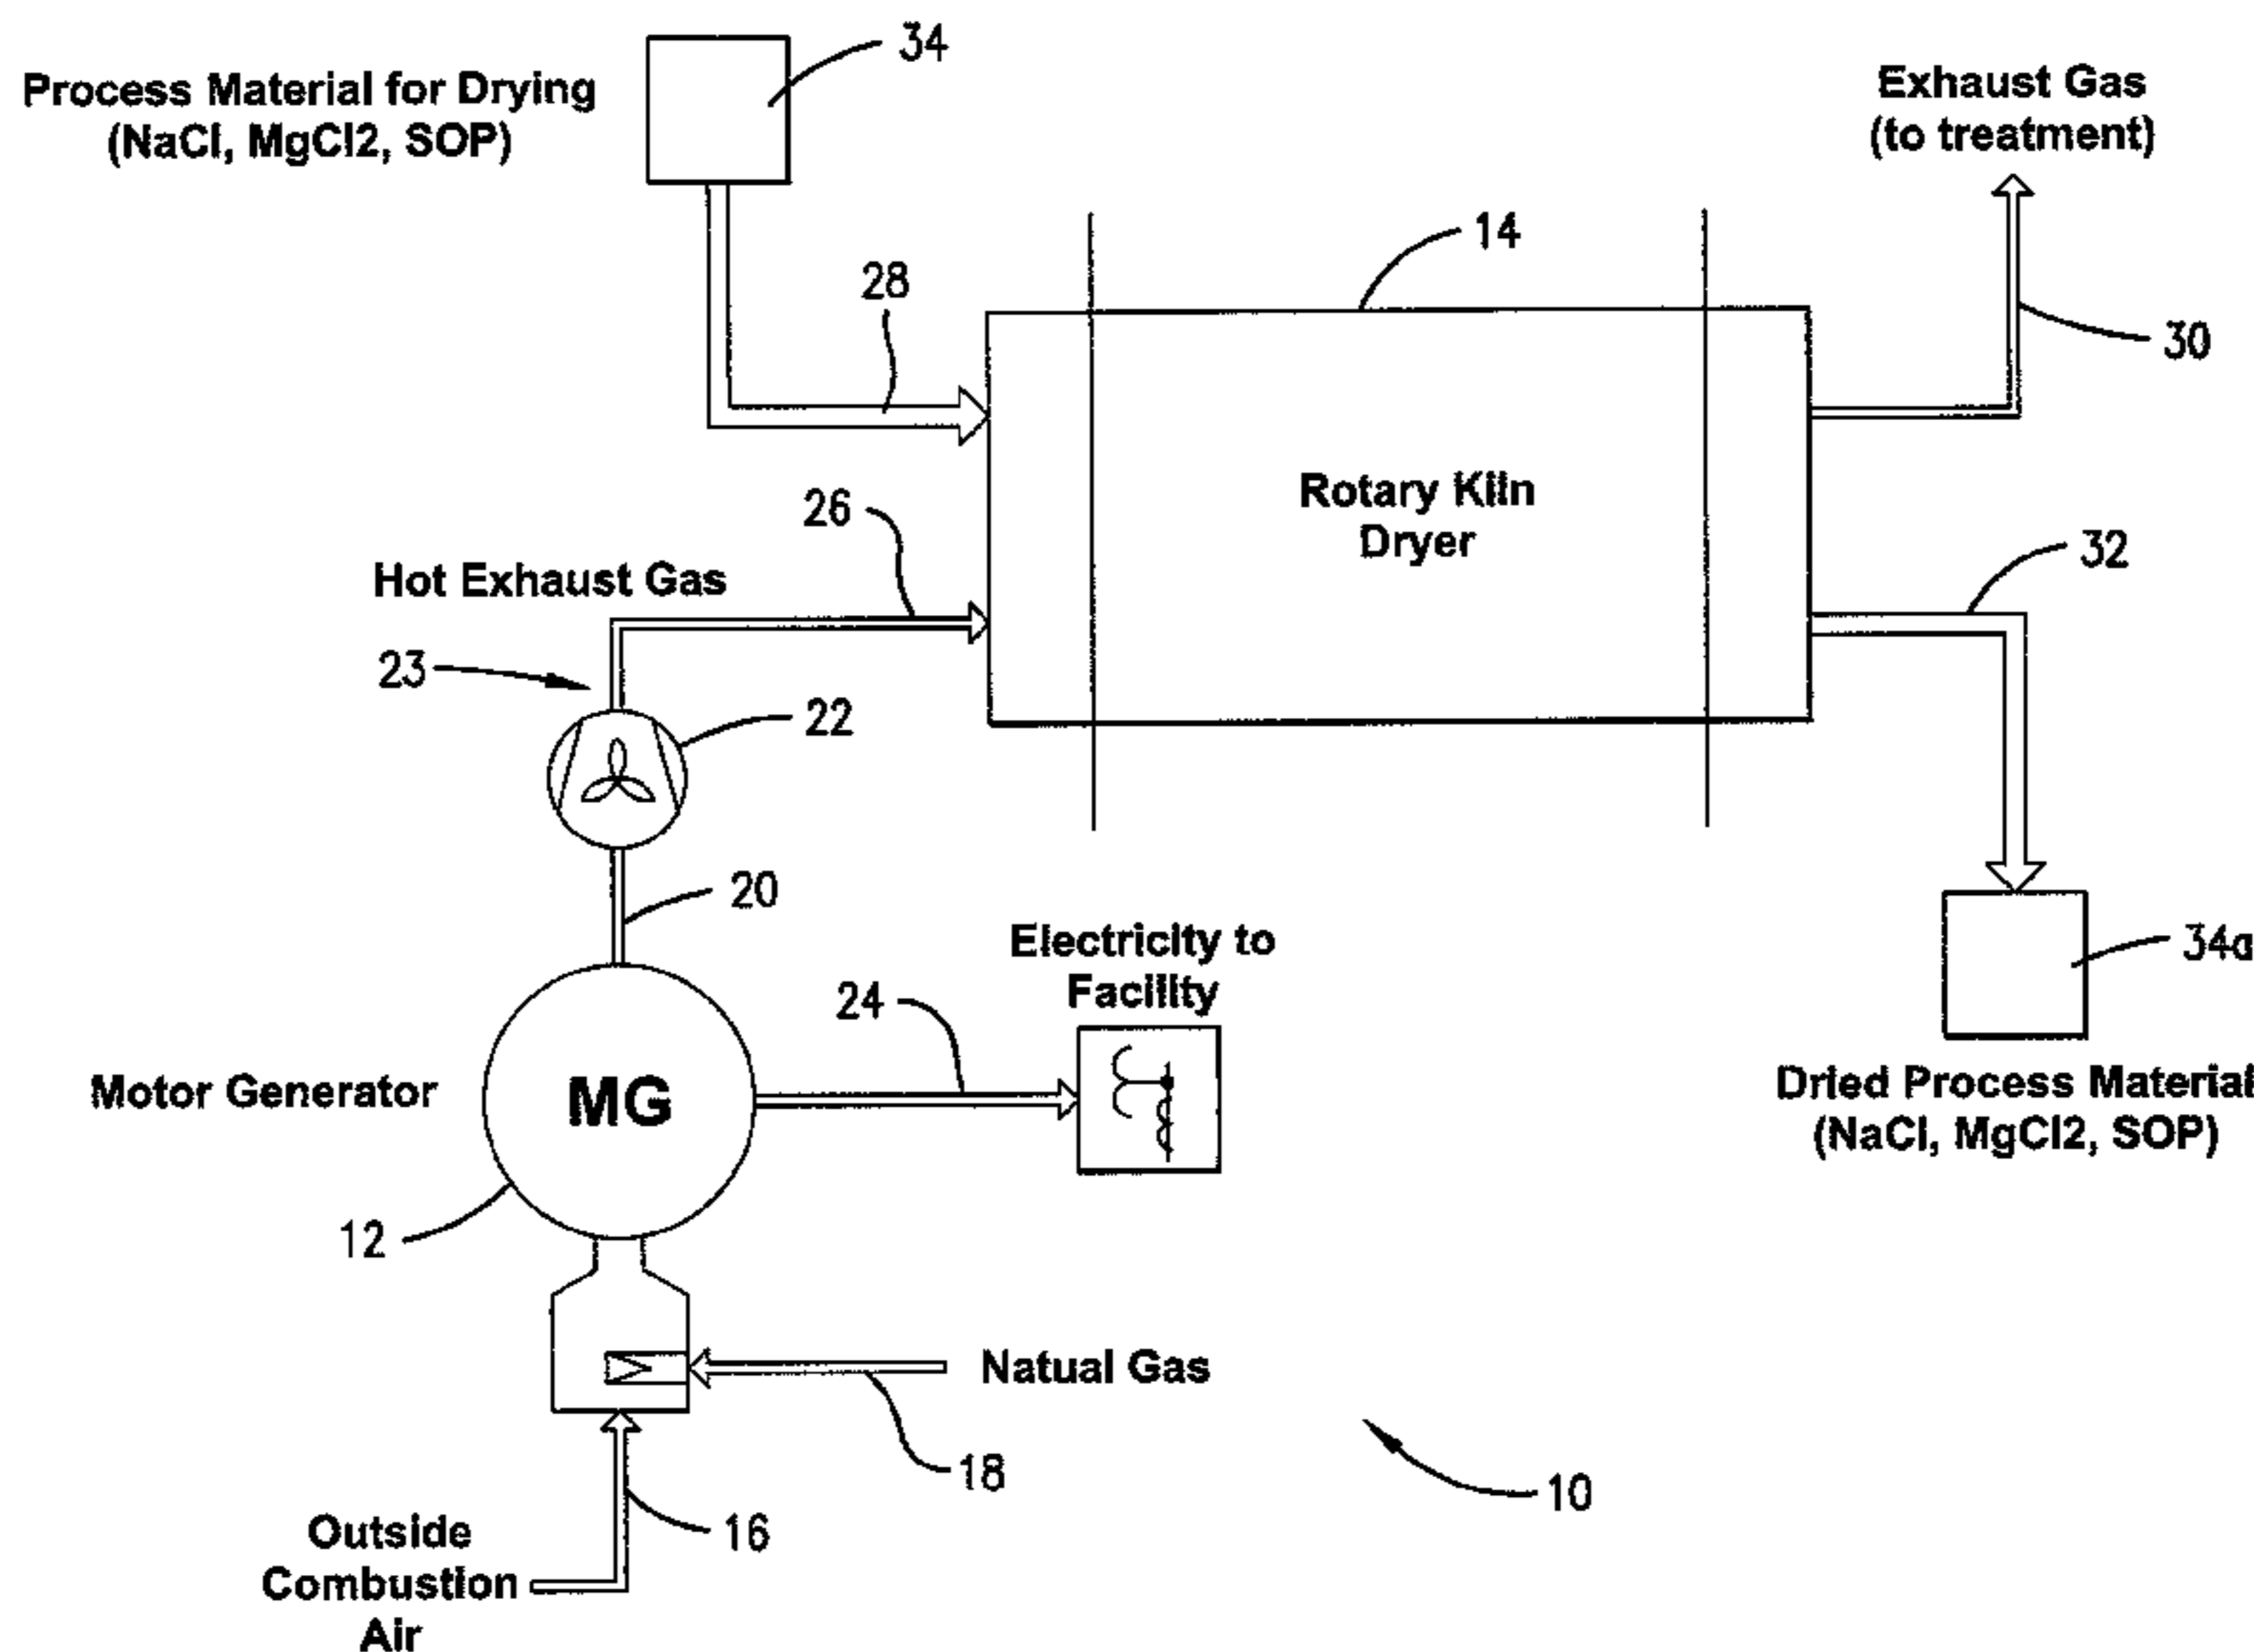 34
Process Material for Drying
(NaCl, MgCl2, SOP)
Exhaust Gas
(to treatment)
14
28
30
26
Rotary Kiln
Dryer
32
Hot Exhaust Gas
23
22
20
Electricity to
Facility
24
34a
Motor Generator
MG
Dried Process Material
(NaCl, MgCl2, SOP)
12
Natual Gas
18
10
16
Outside
Combustion
Air